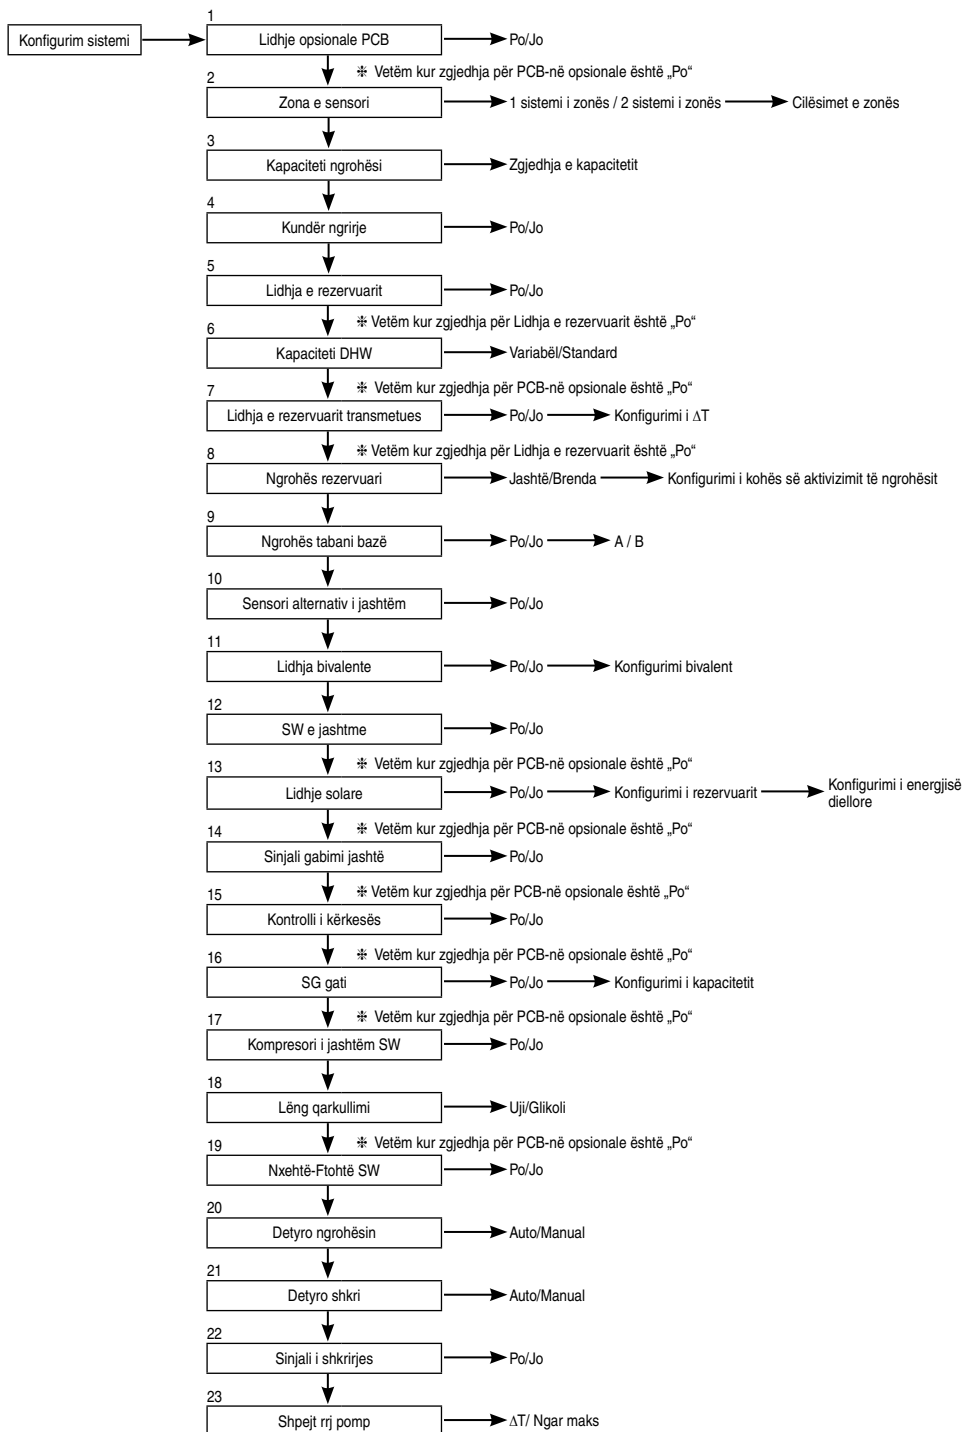 1
Konfigurim sistemi
Lidhje opsionale PCB
Po/Jo
❈ Vetëm kur zgjedhja për PCB-në opsionale është „Po“
2
Zona e sensori
1 sistemi i zonës / 2 sistemi i zonës
Cilësimet e zonës
3
Kapaciteti ngrohësi
Zgjedhja e kapacitetit
4
Kundër ngrirje
Po/Jo
5
Lidhja e rezervuarit
Po/Jo
❈ Vetëm kur zgjedhja për Lidhja e rezervuarit është „Po“
6
Kapaciteti DHW
Variabël/Standard
❈ Vetëm kur zgjedhja për PCB-në opsionale është „Po“
7
Lidhja e rezervuarit transmetues
Po/Jo
Konfigurimi i ΔT
❈ Vetëm kur zgjedhja për Lidhja e rezervuarit është „Po“
8
Ngrohës rezervuari
Jashtë/Brenda
Konfigurimi i kohës së aktivizimit të ngrohësit
9
Ngrohës tabani bazë
Po/Jo
A / B
10
Sensori alternativ i jashtëm
Po/Jo
11
Lidhja bivalente
Po/Jo
Konfigurimi bivalent
12
SW e jashtme
Po/Jo
❈ Vetëm kur zgjedhja për PCB-në opsionale është „Po“
13
Lidhje solare
Po/Jo
Konfigurimi i rezervuarit
Konfigurimi i energjisë
diellore
❈ Vetëm kur zgjedhja për PCB-në opsionale është „Po“
14
Sinjali gabimi jashtë
Po/Jo
❈ Vetëm kur zgjedhja për PCB-në opsionale është „Po“
15
Kontrolli i kërkesës
Po/Jo
❈ Vetëm kur zgjedhja për PCB-në opsionale është „Po“
16
SG gati
Po/Jo
Konfigurimi i kapacitetit
❈ Vetëm kur zgjedhja për PCB-në opsionale është „Po“
17
Kompresori i jashtëm SW
Po/Jo
18
Lëng qarkullimi
Uji/Glikoli
❈ Vetëm kur zgjedhja për PCB-në opsionale është „Po“
19
Nxehtë-Ftohtë SW
Po/Jo
20
Detyro ngrohësin
Auto/Manual
21
Detyro shkri
Auto/Manual
22
Sinjali i shkrirjes
Po/Jo
23
Shpejt rrj pomp
ΔT/ Ngar maks